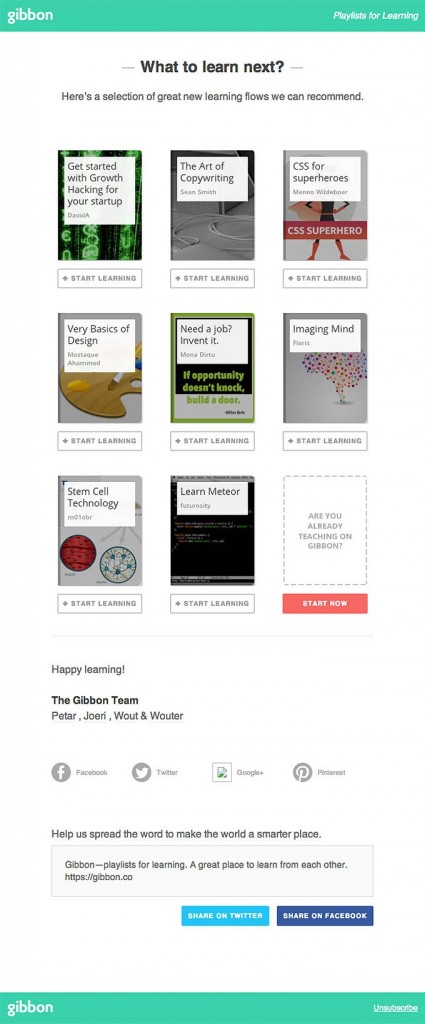 gibbon
Playlists for Learning
— What to learn next? —
Here's a selection of great new learning flows we can recommend.
Get started
with Growth
Hacking for
your startup
DavidA
The Art of
Copywriting
Sean Smith
CSS for
superheroes
Menno Wildeboer
CSS SUPERHERO
+ START LEARNING
+ START LEARNING
+ START LEARNING
Very Basics of
Design
Mostaque
Ahammed
Need a job?
Invent it.
Mona Dirtu
If opportunity
doesn't knock,
build a door.
Imaging Mind
Floris
+ START LEARNING
+ START LEARNING
+ START LEARNING
Stem Cell
Technology
m01obr
Learn Meteor
futurosity
ARE YOU
ALREADY
TEACHING ON
GIBBON?
+ START LEARNING
+ START LEARNING
START NOW
Happy learning!
The Gibbon Team
Petar , Joeri , Wout & Wouter
Facebook
Twitter
Google+
Pinterest
Help us spread the word to make the world a smarter place.
Gibbon—playlists for learning. A great place to learn from each other.
https://gibbon.co
SHARE ON TWITTER
SHARE ON FACEBOOK
gibbon
Unsubscribe